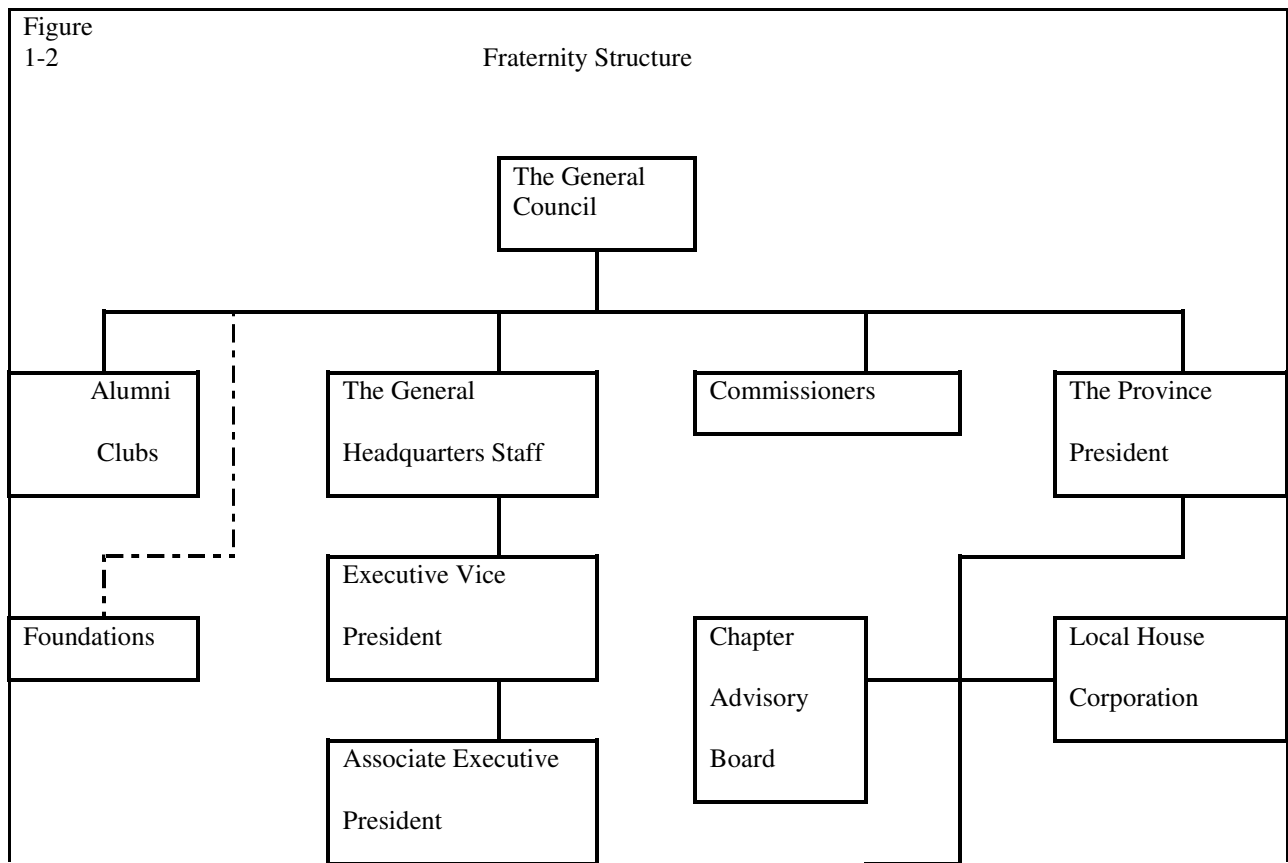 Figure
1-2
Fraternity Structure
The General
Council
Alumni
Clubs
The General
Headquarters Staff
Commissioners
The Province
President
Foundations
Executive Vice
President
Chapter
Advisory
Board
Local House
Corporation
Associate Executive
President